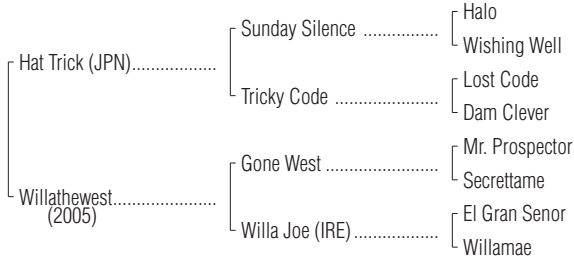 Halo
Sunday Silence ..................
Wishing Well
Hat Trick (JPN)....................
Lost Code
Tricky Code .........................
Dam Clever
Mr. Prospector
Gone West ...........................
Secrettame
Willathewest........................
(2005)
El Gran Senor
Willa Joe (IRE) .....................
Willamae